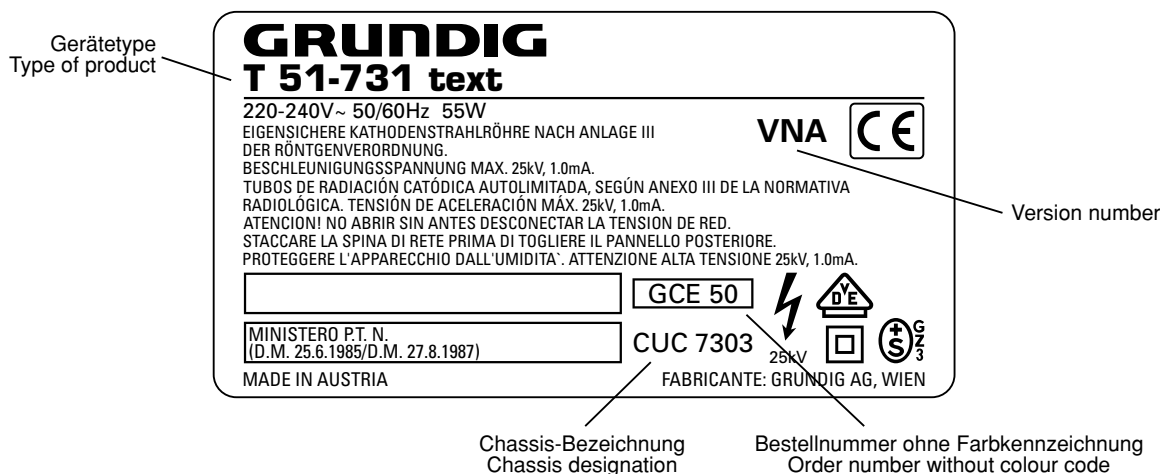 Gerätetype
Type of product
GRUNDIG
T 51-731 text
220-240V~ 50/60Hz 55W
EIGENSICHERE KATHODENSTRAHLRÖHRE NACH ANLAGE III
DER RÖNTGENVERORDNUNG.
BESCHLEUNIGUNGSSPANNUNG MAX. 25kV, 1.0mA.
TUBOS DE RADIACIÓN CATÓDICA AUTOLIMITADA, SEGÚN ANEXO III DE LA NORMATIVA
RADIOLÓGICA. TENSIÓN DE ACELERACIÓN MÁX. 25kV, 1.0mA.
ATENCION! NO ABRIR SIN ANTES DESCONECTAR LA TENSION DE RED.
STACCARE LA SPINA DI RETE PRIMA DI TOGLIERE IL PANNELLO POSTERIORE.
PROTEGGERE L'APPARECCHIO DALL'UMIDITA`. ATTENZIONE ALTA TENSIONE 25kV, 1.0mA.
VNA CE
Version number
GCE 50
MINISTERO P.T. N.
(D.M. 25.6.1985/D.M. 27.8.1987)
CUC 7303
25kV
DVE
+S
GZ3
MADE IN AUSTRIA
FABRICANTE: GRUNDIG AG, WIEN
Chassis-Bezeichnung
Chassis designation
Bestellnummer ohne Farbkennzeichnung
Order number without colour code